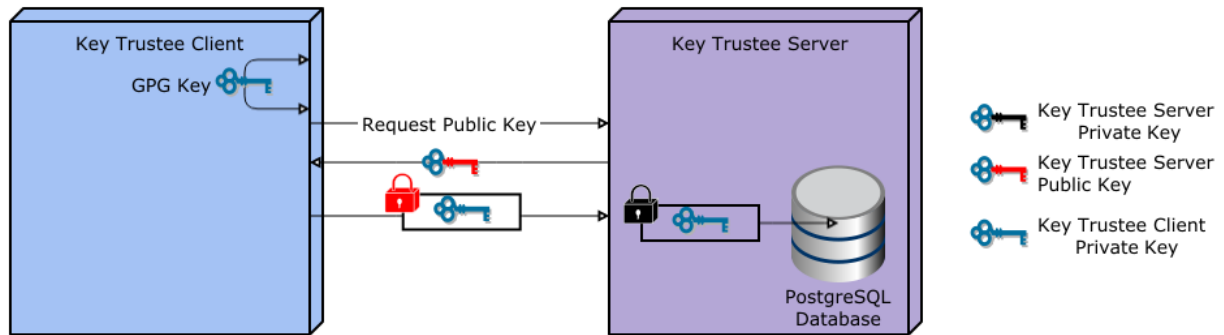 Key Trustee Client
GPG Key
Request Public Key
Key Trustee Server
PostgreSQL
Database
Key Trustee Server
Private Key
Key Trustee Server
Public Key
Key Trustee Client
Private Key